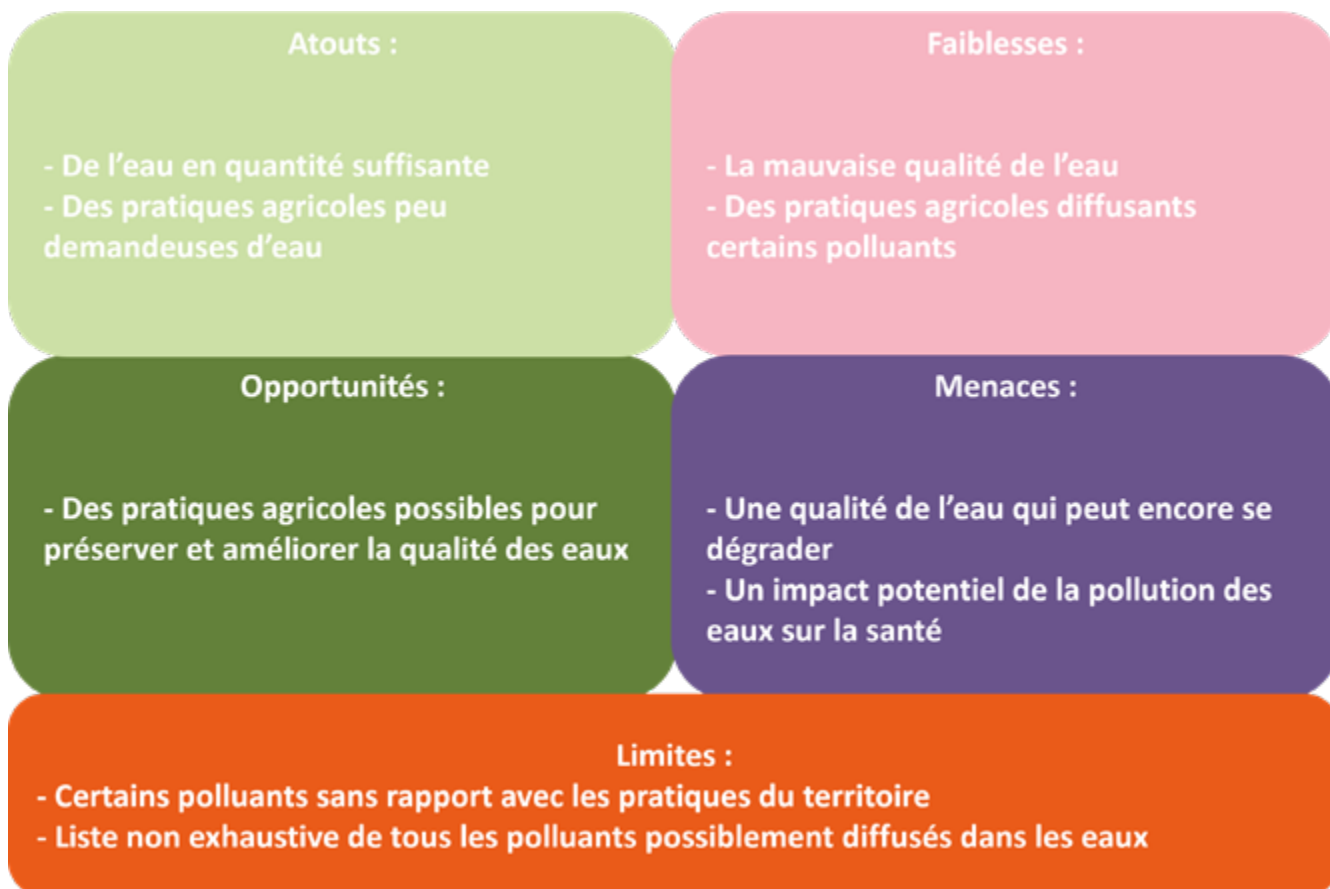 Atouts :
- De l'eau en quantité suffisante
- Des pratiques agricoles peu
demandeuses d'eau
Faiblesses :
- La mauvaise qualité de l'eau
- Des pratiques agricoles diffusants
certains polluants
Opportunités :
- Des pratiques agricoles possibles pour
préserver et améliorer la qualité des eaux
Menaces :
- Une qualité de l'eau qui peut encore se
dégrader
- Un impact potentiel de la pollution des
eaux sur la santé
Limites :
- Certains polluants sans rapport avec les pratiques du territoire
- Liste non exhaustive de tous les polluants possiblement diffusés dans les eaux